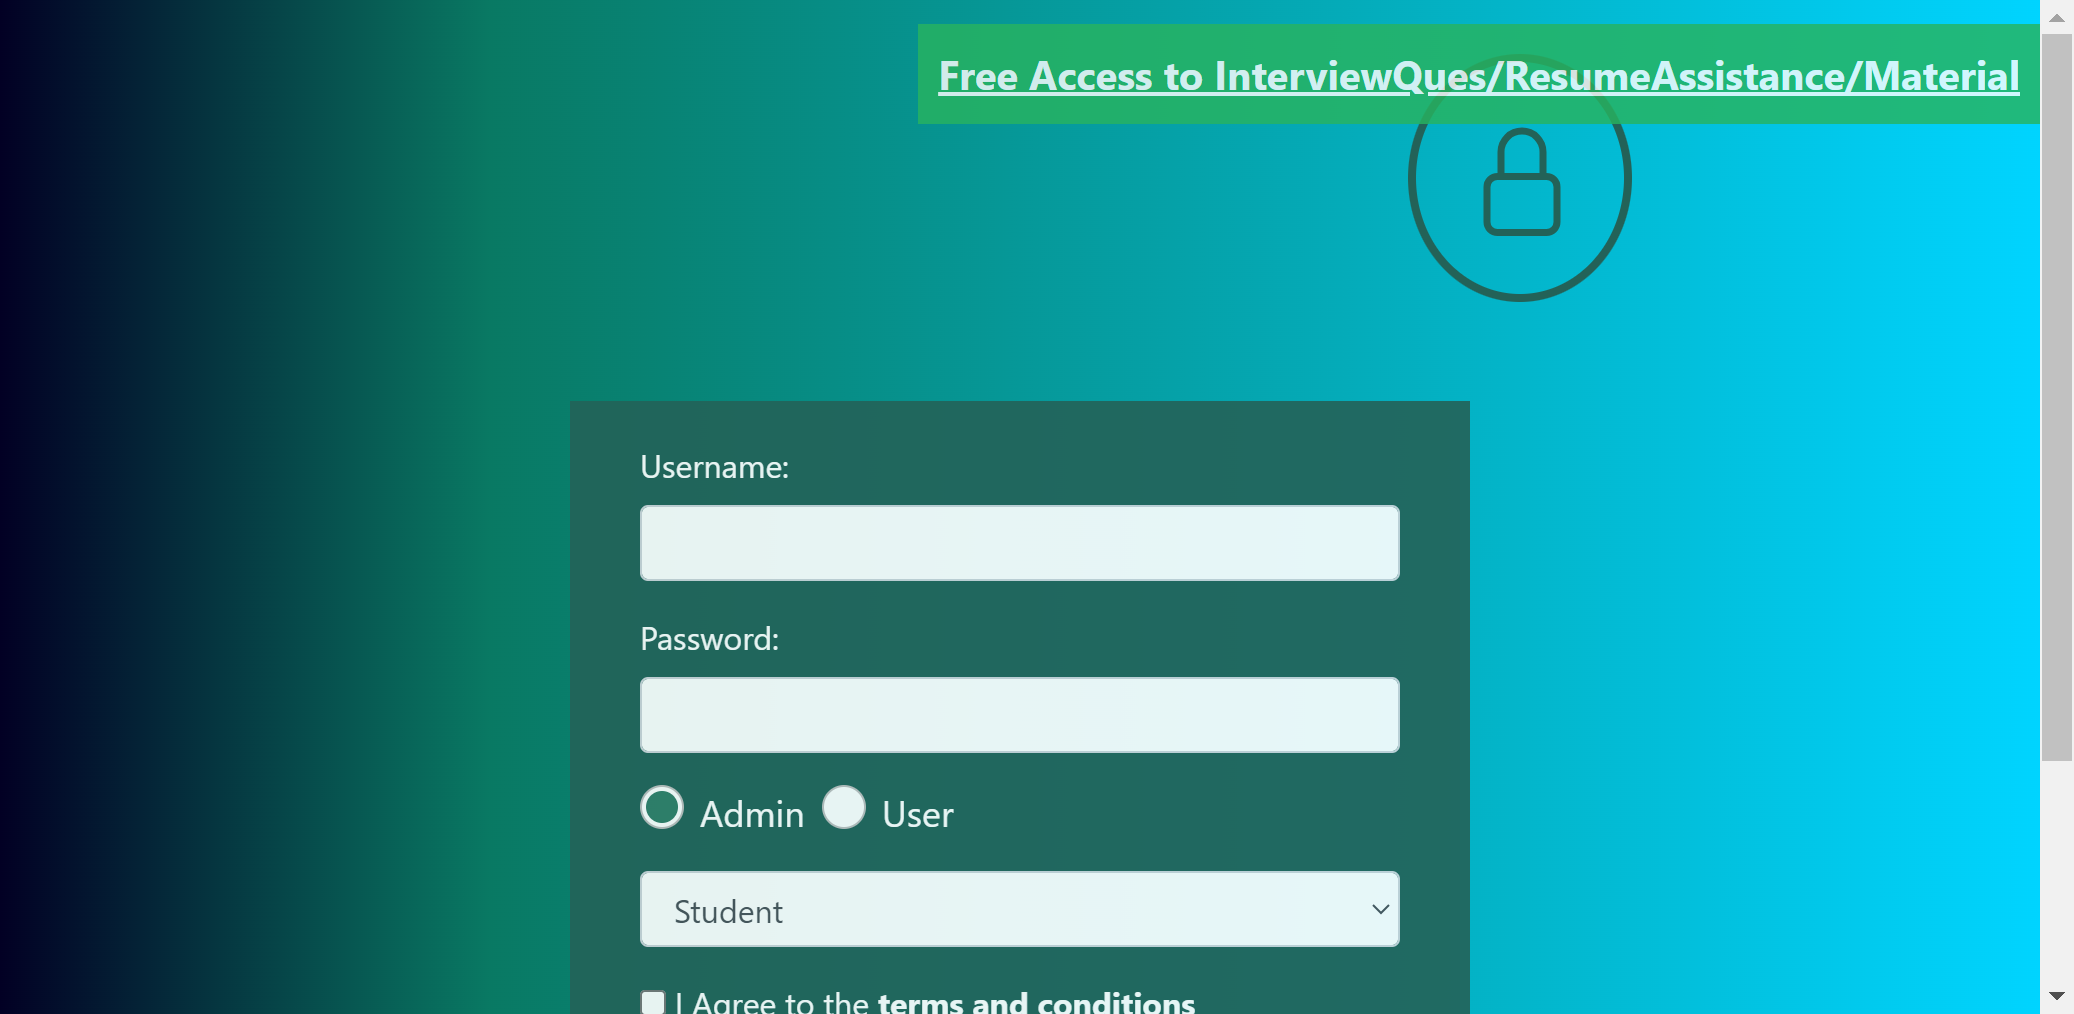 Free Access to InterviewQues/ResumeAssistance/Material
Username:
Password:
Admin User
Student
I Agree to the terms and conditions